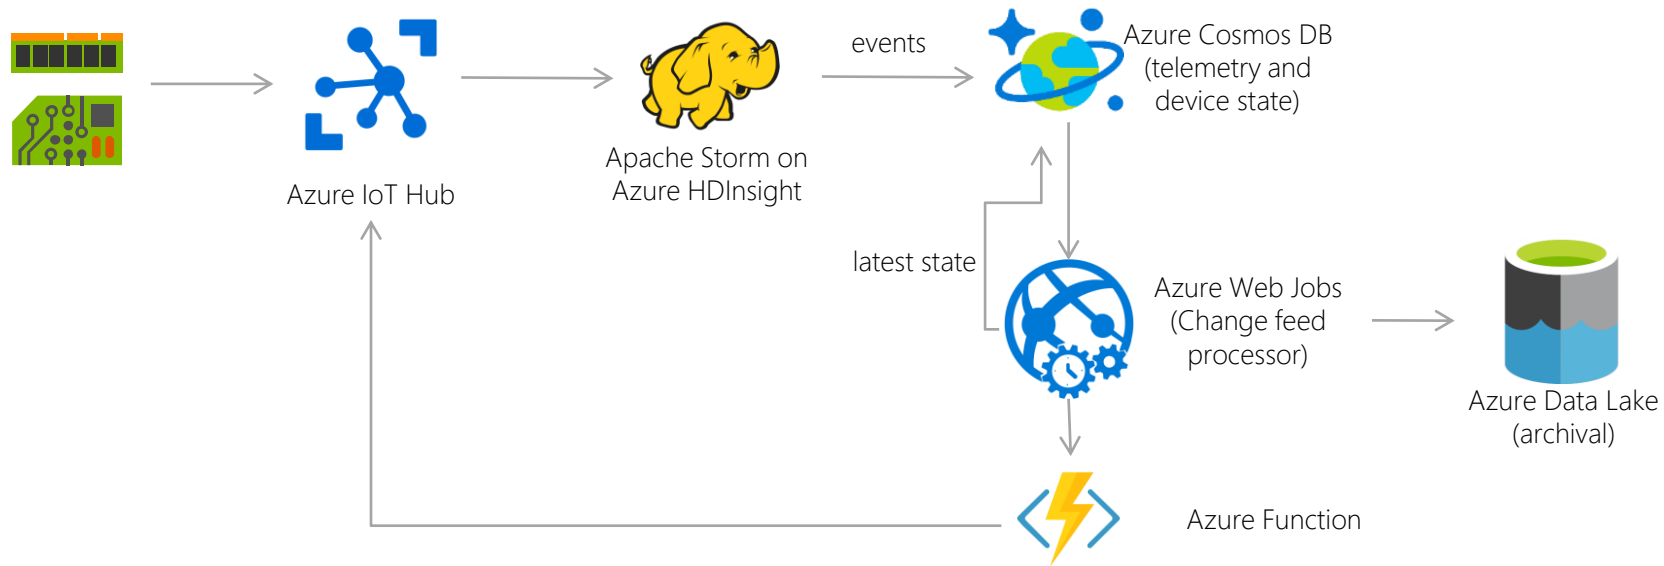 events
Azure Cosmos DB
(telemetry and
device state)
Apache Storm on
Azure HDInsight
Azure IoT Hub
latest state
Azure Web Jobs
(Change feed
processor)
Azure Data Lake
(archival)
Azure Function